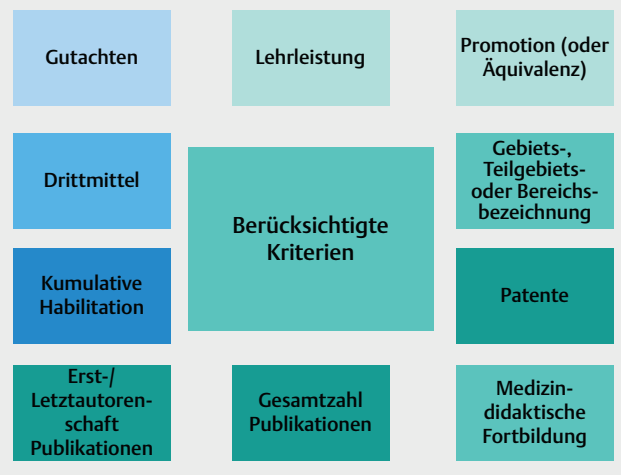 Gutachten
Lehrleistung
Promotion (oder
Äquivalenz)
Drittmittel
Berücksichtigte
Kriterien
Gebiets-,
Teilgebiets-
oder Bereichs-
bezeichnung
Kumulative
Habilitation
Patente
Erst-/
Letztautoren-
schaft
Publikationen
Gesamtzahl
Publikationen
Medizin-
didaktische
Fortbildung